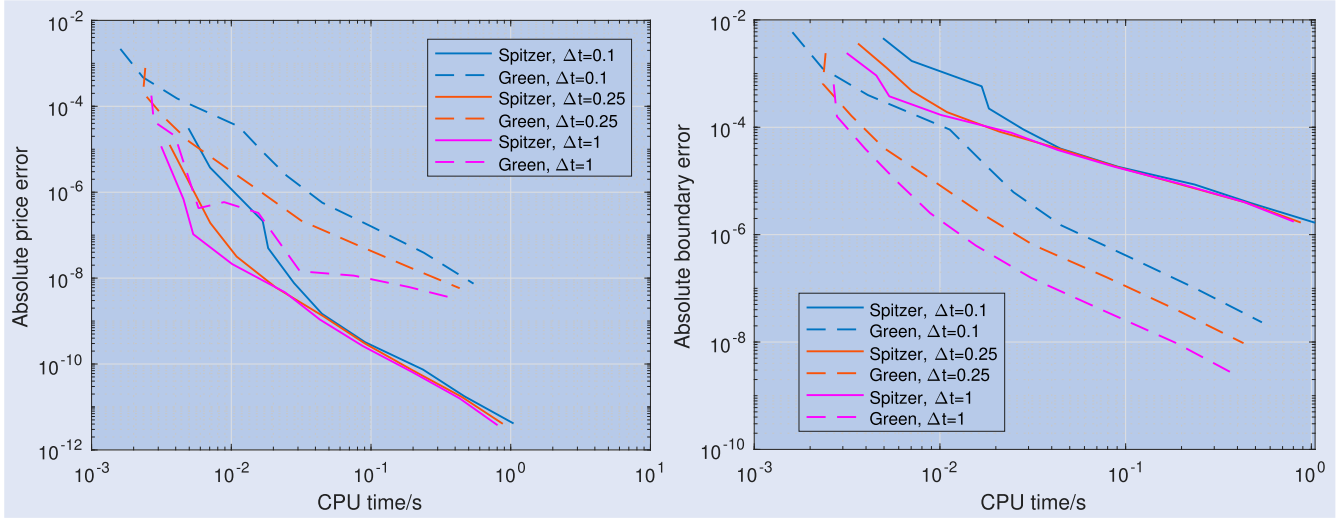 10^-2
10^-4
10^-6
10^-8
10^-10
10^-12
Absolute price error
10^-3
10^-2
10^-1
10^0
10^1
CPU time/s
Spitzer, Δt=0.1
Green, Δt=0.1
Spitzer, Δt=0.25
Green, Δt=0.25
Spitzer, Δt=1
Green, Δt=1
10^-2
10^-4
10^-6
10^-8
10^-10
Absolute boundary error
10^-3
10^-2
10^-1
10^0
CPU time/s
Spitzer, Δt=0.1
Green, Δt=0.1
Spitzer, Δt=0.25
Green, Δt=0.25
Spitzer, Δt=1
Green, Δt=1